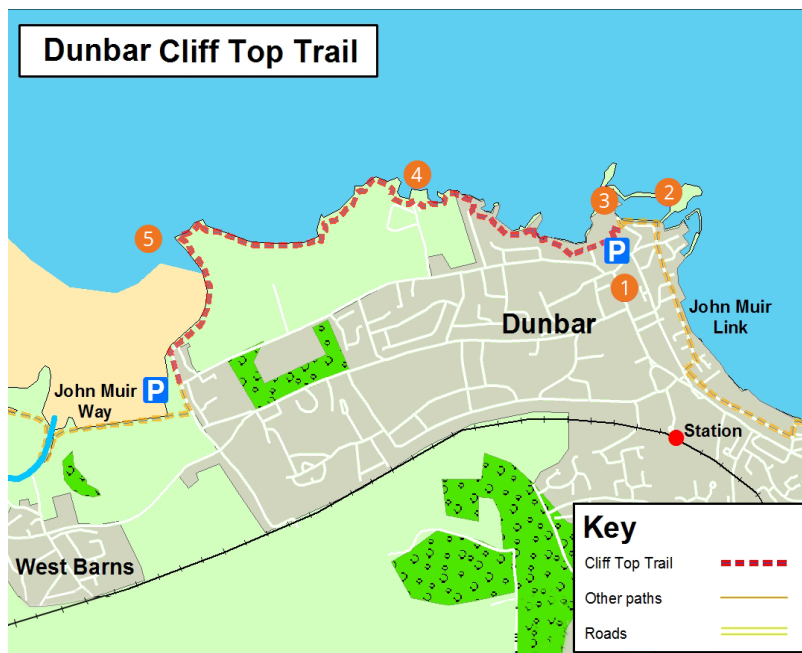 Dunbar Cliff Top Trail
4
2
3
5
P
1
John Muir
Link
Dunbar
P
John Muir
Way
Station
West Barns
Key
Cliff Top Trail
Other paths
Roads